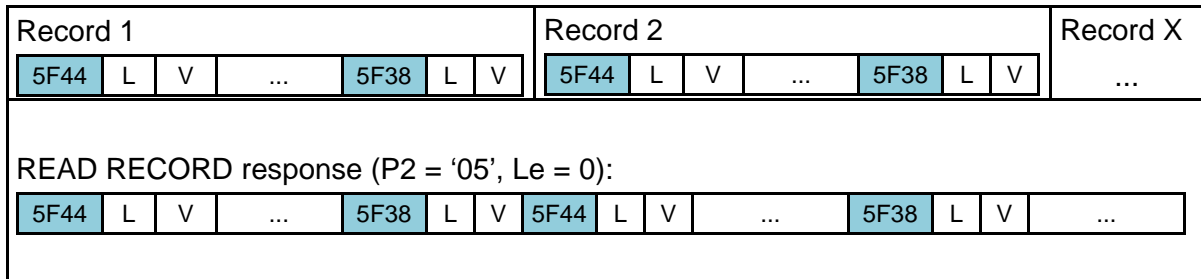 Record 1 Record 2 Record X
5F44 L V ... 5F38 L V 5F44 L V ... 5F38 L V ...
READ RECORD response (P2 = ‘05’, Le = 0):
5F44 L V ... 5F38 L V 5F44 L V ... 5F38 L V ...